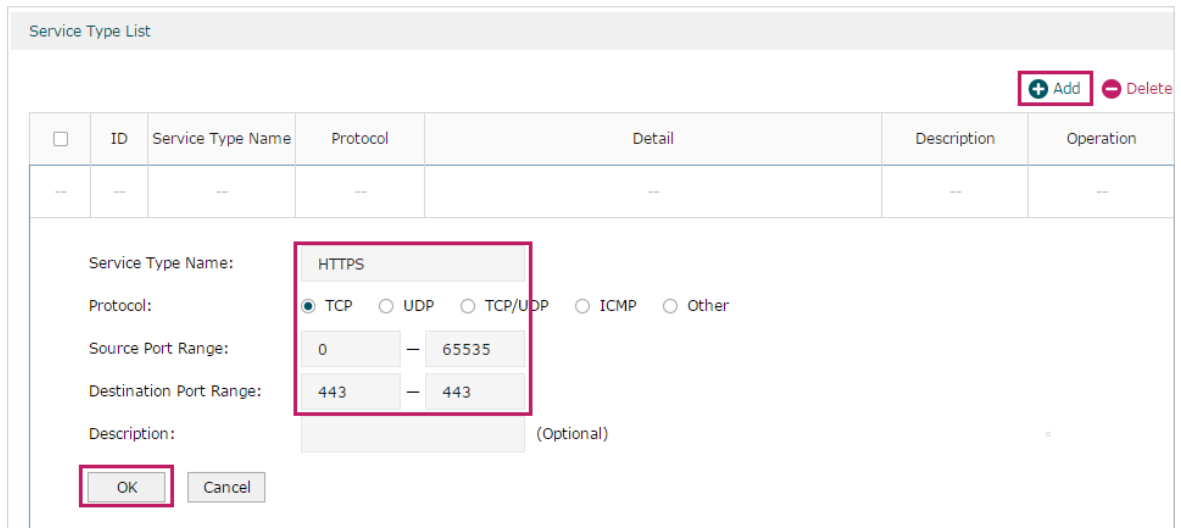 Service Type List
Add Delete
ID Service Type Name Protocol Detail Description Operation
-- -- -- -- -- -- --
Service Type Name: HTTPS
Protocol: TCP UDP TCP/UDP ICMP Other
Source Port Range: 0 — 65535
Destination Port Range: 443 — 443
Description: (Optional)
OK Cancel